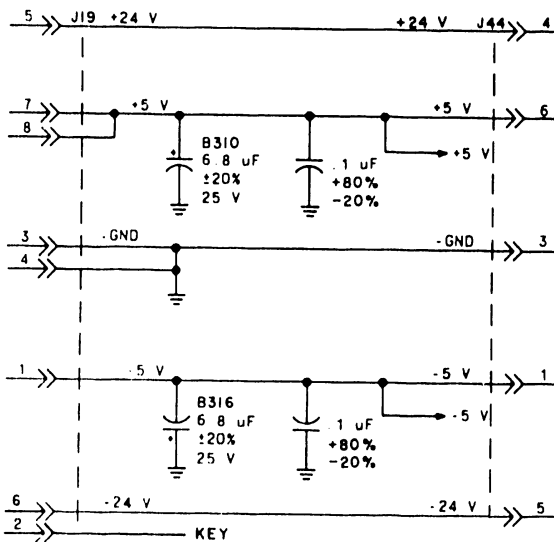 5 J19 +24 V +24 V J44 4
7 +5 V +5 V 6
8
+5 V
B310
6.8 uF
±20%
25 V
.1 uF
+80%
-20%
3 -GND -GND 3
4
1 -5 V -5 V 1
-5 V
B316
6.8 uF
±20%
25 V
.1 uF
+80%
-20%
6 -24 V -24 V 5
2 KEY